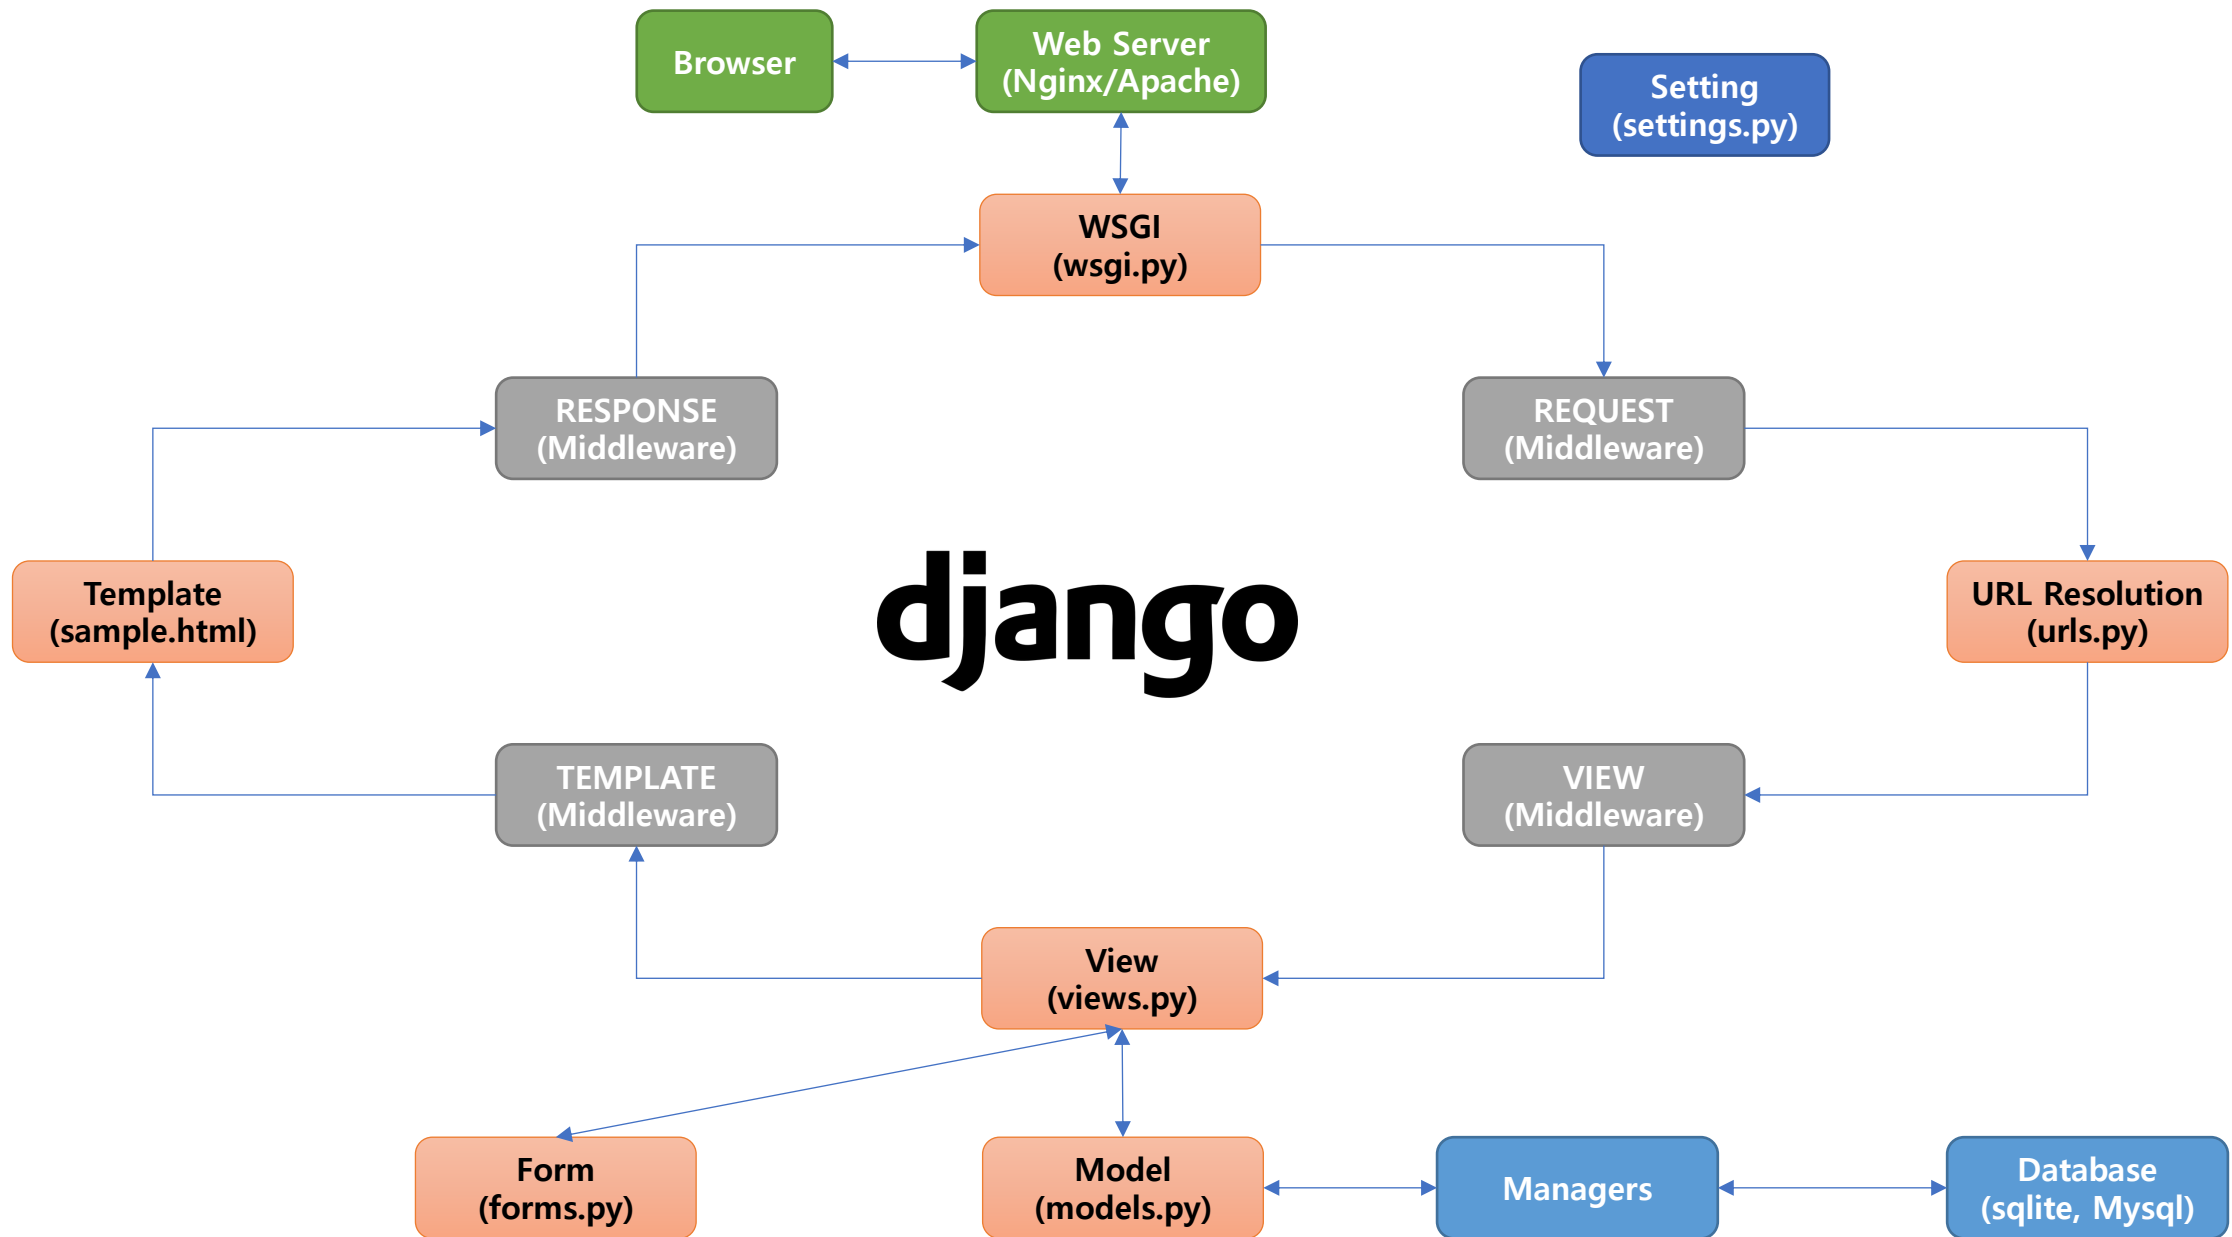 Browser
Web Server
(Nginx/Apache)
Setting
(settings.py)
WSGI
(wsgi.py)
RESPONSE
(Middleware)
REQUEST
(Middleware)
Template
(sample.html)
django
URL Resolution
(urls.py)
TEMPLATE
(Middleware)
VIEW
(Middleware)
View
(views.py)
Form
(forms.py)
Model
(models.py)
Managers
Database
(sqlite, Mysql)